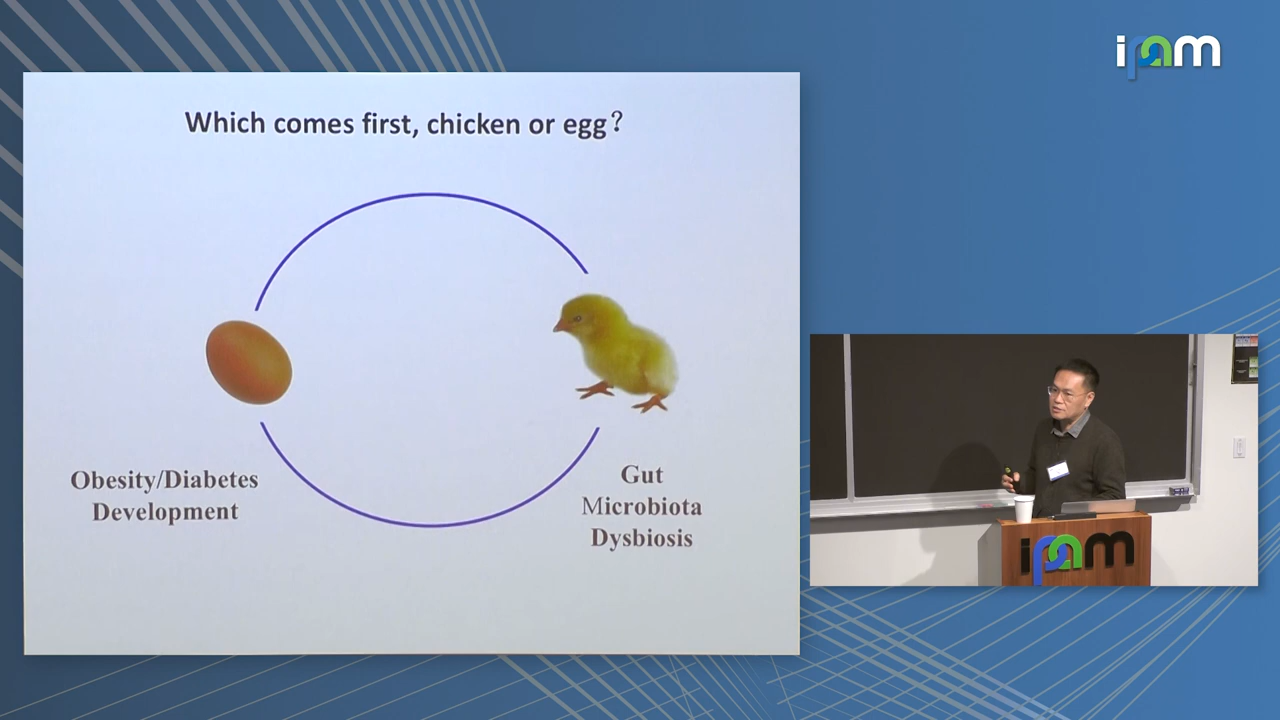 ipam
Which comes first, chicken or egg?
Obesity/Diabetes
Development
Gut
Microbiota
Dysbiosis
ipam